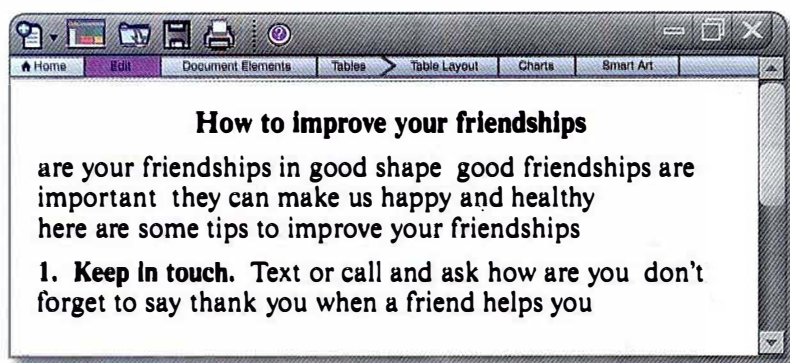 Home Edit Document Elements Tables Table Layout Charts Smart Art
How to improve your friendships
are your friendships in good shape  good friendships are
important  they can make us happy and healthy
here are some tips to improve your friendships
1.  Keep in touch.  Text or call and ask how are you  don't
forget to say thank you when a friend helps you